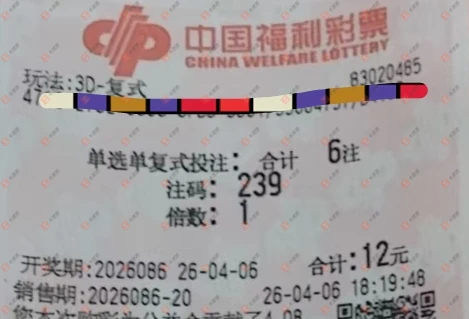 中国福利彩票
CHINA WELFARE LOTTERY
玩法:3D-复式
83020485
单选单复式投注: 合计 6注
注码: 239
倍数: 1
开奖期:2026086 26-04-06 合计:12元
销售期:2026086-20 26-04-06 18:19:48